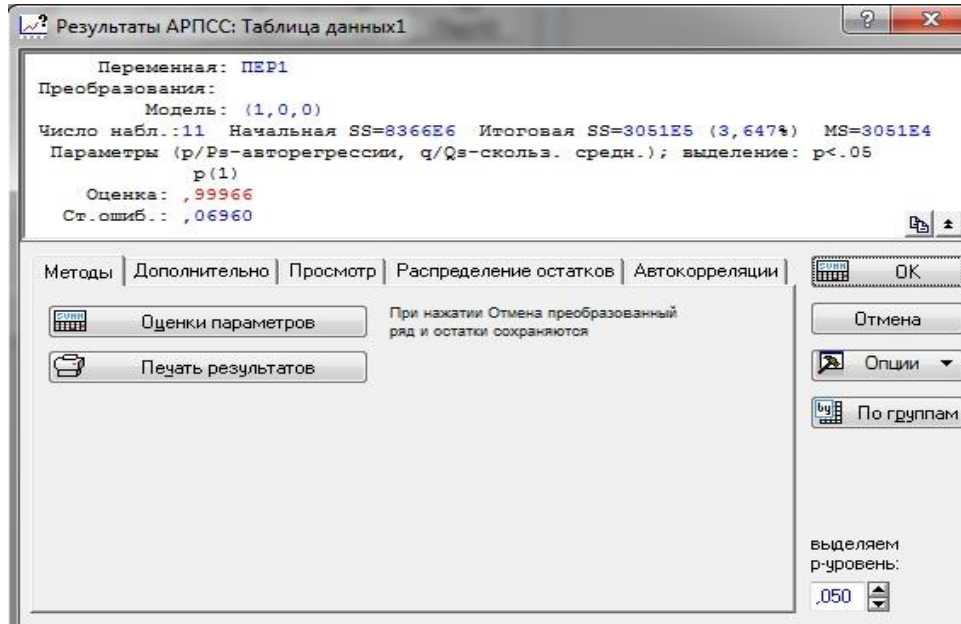 Результаты АРПСС: Таблица данных1
Переменная: ПЕР1
Преобразования:
Модель: (1,0,0)
Число набл.:11 Начальная SS=8366E6 Итоговая SS=3051E5 (3,647%) MS=3051E4
Параметры (p/Ps-авторегрессии, q/Qs-скольз. средн.); выделение: p<.05
p(1)
Оценка: ,99966
Ст.ошиб.: ,06960
Методы Дополнительно Просмотр Распределение остатков Автокорреляции
Оценки параметров
При нажатии Отмена преобразованный
ряд и остатки сохраняются
Печать результатов
OK
Отмена
Опции
По группам
выделяем
p-уровень:
,050